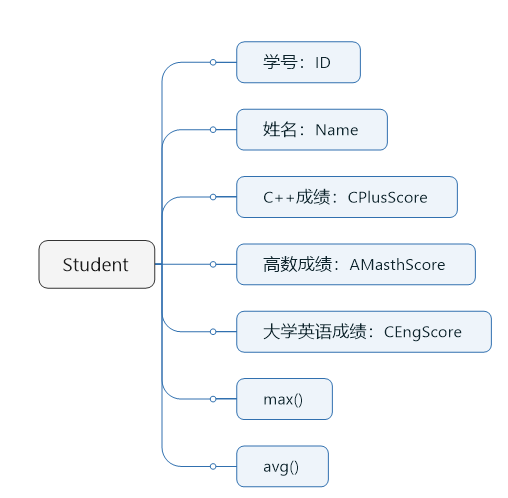 学号：ID
姓名：Name
C++成绩：CPlusScore
Student
高数成绩：AMasthScore
大学英语成绩：CEngScore
max()
avg()